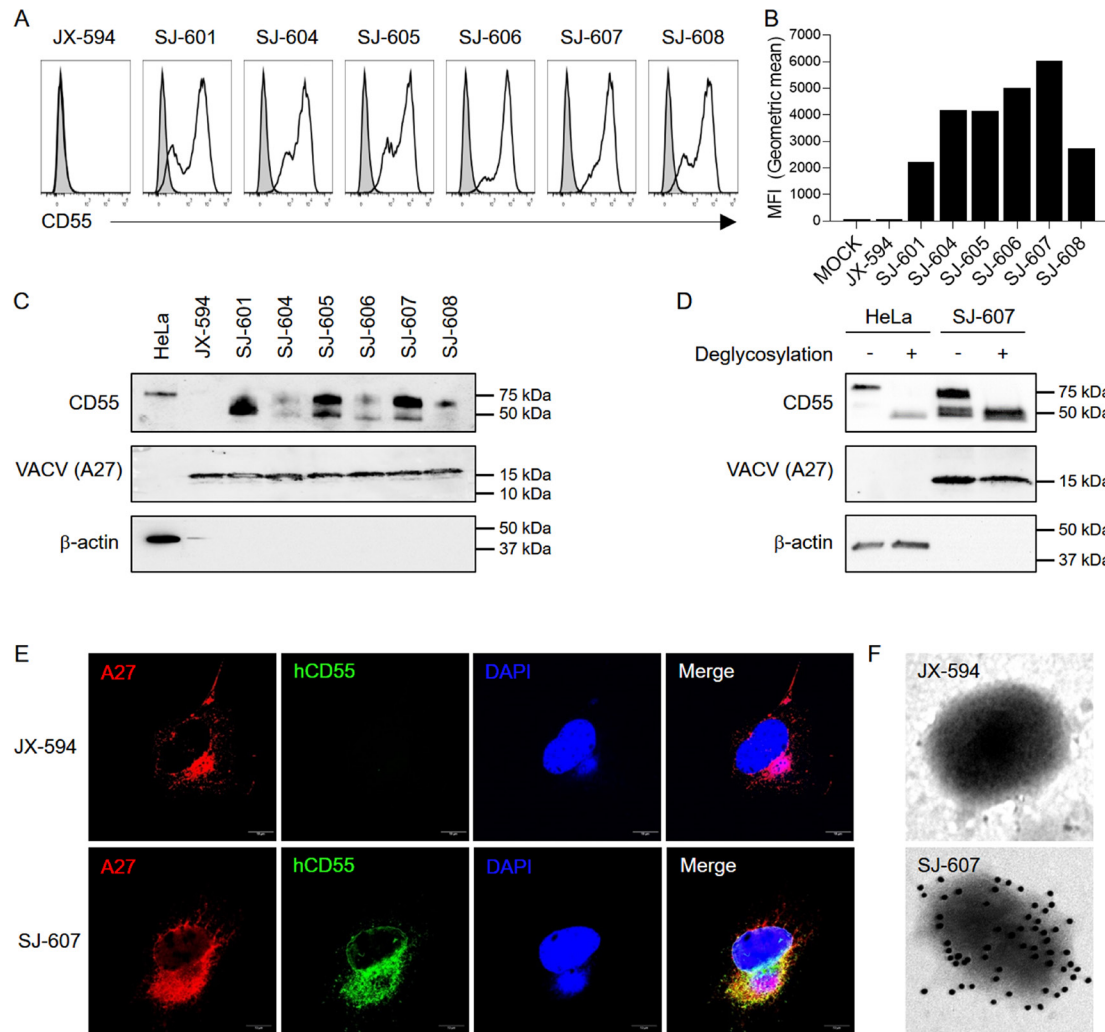 A
JX-594 SJ-601 SJ-604 SJ-605 SJ-606 SJ-607 SJ-608
CD55
B
MFI (Geometric mean)
7000
6000
5000
4000
3000
2000
1000
0
MOCK JX-594 SJ-601 SJ-604 SJ-605 SJ-606 SJ-607 SJ-608
C
HeLa JX-594 SJ-601 SJ-604 SJ-605 SJ-606 SJ-607 SJ-608
CD55
75 kDa
50 kDa
VACV (A27)
15 kDa
10 kDa
β-actin
50 kDa
37 kDa
D
HeLa SJ-607
Deglycosylation - + - +
CD55
75 kDa
50 kDa
VACV (A27)
15 kDa
β-actin
50 kDa
37 kDa
E
A27 hCD55 DAPI Merge
JX-594
A27 hCD55 DAPI Merge
SJ-607
F
JX-594
SJ-607